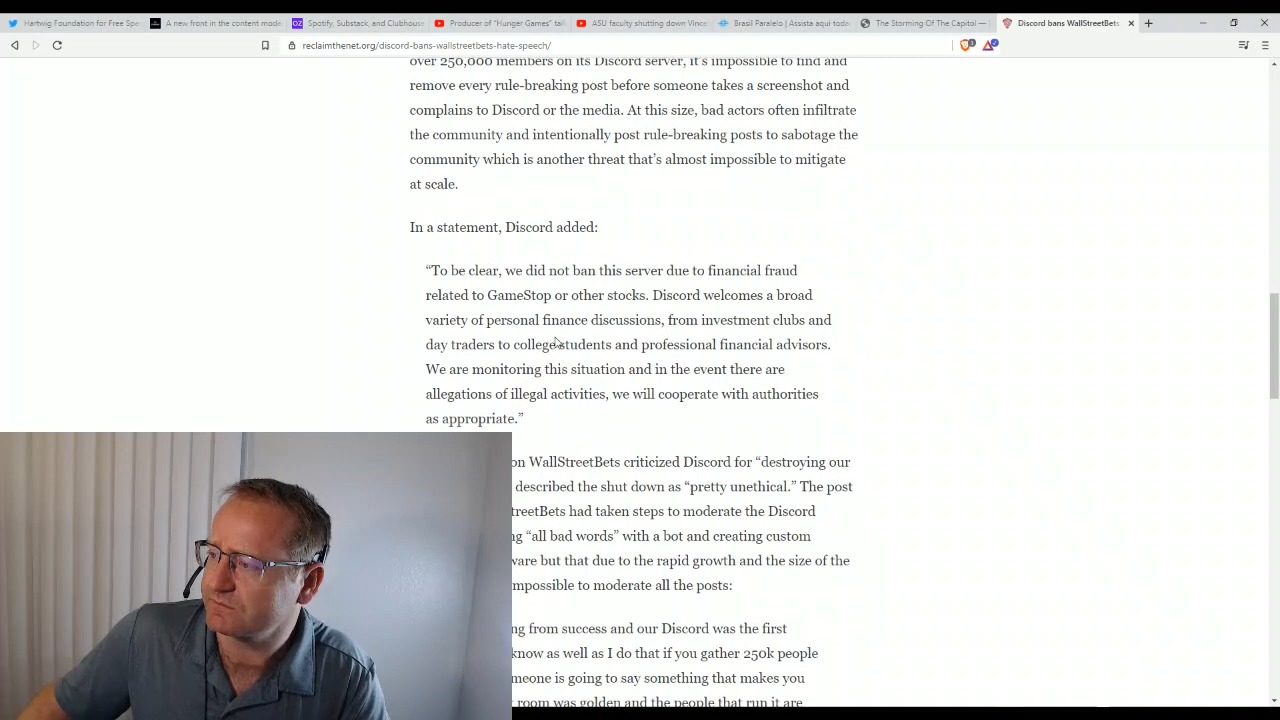 Hartwig Foundation for Free Spe
A new front in the content mode
Spotify, Substack, and Clubhouse
Producer of "Hunger Games" tal
ASU faculty shutting down Vince
Brasil Paralelo | Assista aqui toda
The Storming Of The Capitol —
Discord bans WallStreetBets
reclaimthenet.org/discord-bans-wallstreetbets-hate-speech/
over 250,000 members on its Discord server, it's impossible to find and
remove every rule-breaking post before someone takes a screenshot and
complains to Discord or the media. At this size, bad actors often infiltrate
the community and intentionally post rule-breaking posts to sabotage the
community which is another threat that's almost impossible to mitigate
at scale.
In a statement, Discord added:
“To be clear, we did not ban this server due to financial fraud
related to GameStop or other stocks. Discord welcomes a broad
variety of personal finance discussions, from investment clubs and
day traders to college students and professional financial advisors.
We are monitoring this situation and in the event there are
allegations of illegal activities, we will cooperate with authorities
as appropriate.”
on WallStreetBets criticized Discord for “destroying our
described the shut down as “pretty unethical.” The post
treetBets had taken steps to moderate the Discord
ng “all bad words” with a bot and creating custom
ware but that due to the rapid growth and the size of the
mpossible to moderate all the posts:
ng from success and our Discord was the first
know as well as I do that if you gather 250k people
meone is going to say something that makes you
room was golden and the people that run it are